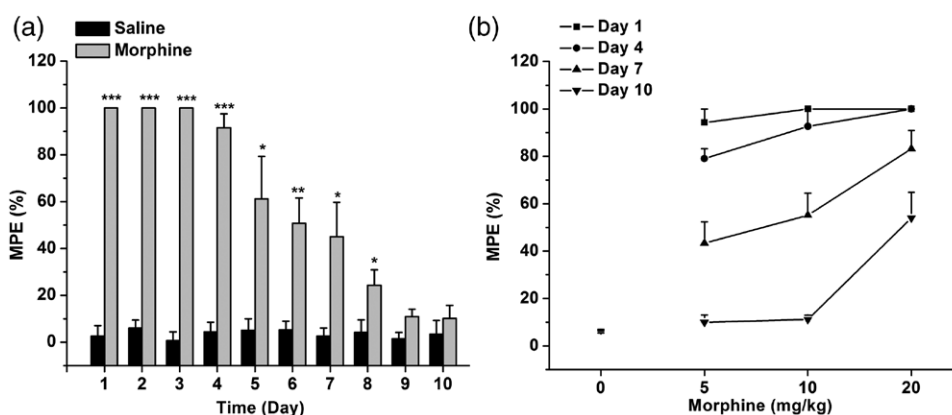 (a)
Saline
Morphine
120
100
80
60
40
20
0
MPE (%)
***
***
***
***
*
**
*
*
1 2 3 4 5 6 7 8 9 10
Time (Day)
(b)
Day 1
Day 4
Day 7
Day 10
120
100
80
60
40
20
0
MPE (%)
0 5 10 20
Morphine (mg/kg)